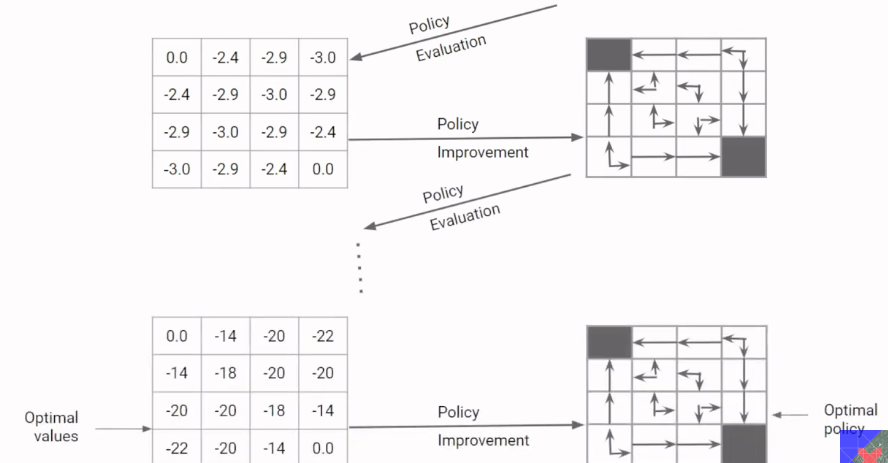 Policy
Evaluation
0.0 -2.4 -2.9 -3.0
-2.4 -2.9 -3.0 -2.9
-2.9 -3.0 -2.9 -2.4
-3.0 -2.9 -2.4 0.0
Policy
Improvement
Policy
Evaluation
0.0 -14 -20 -22
-14 -18 -20 -20
-20 -20 -18 -14
-22 -20 -14 0.0
Optimal
values
Policy
Improvement
Optimal
policy